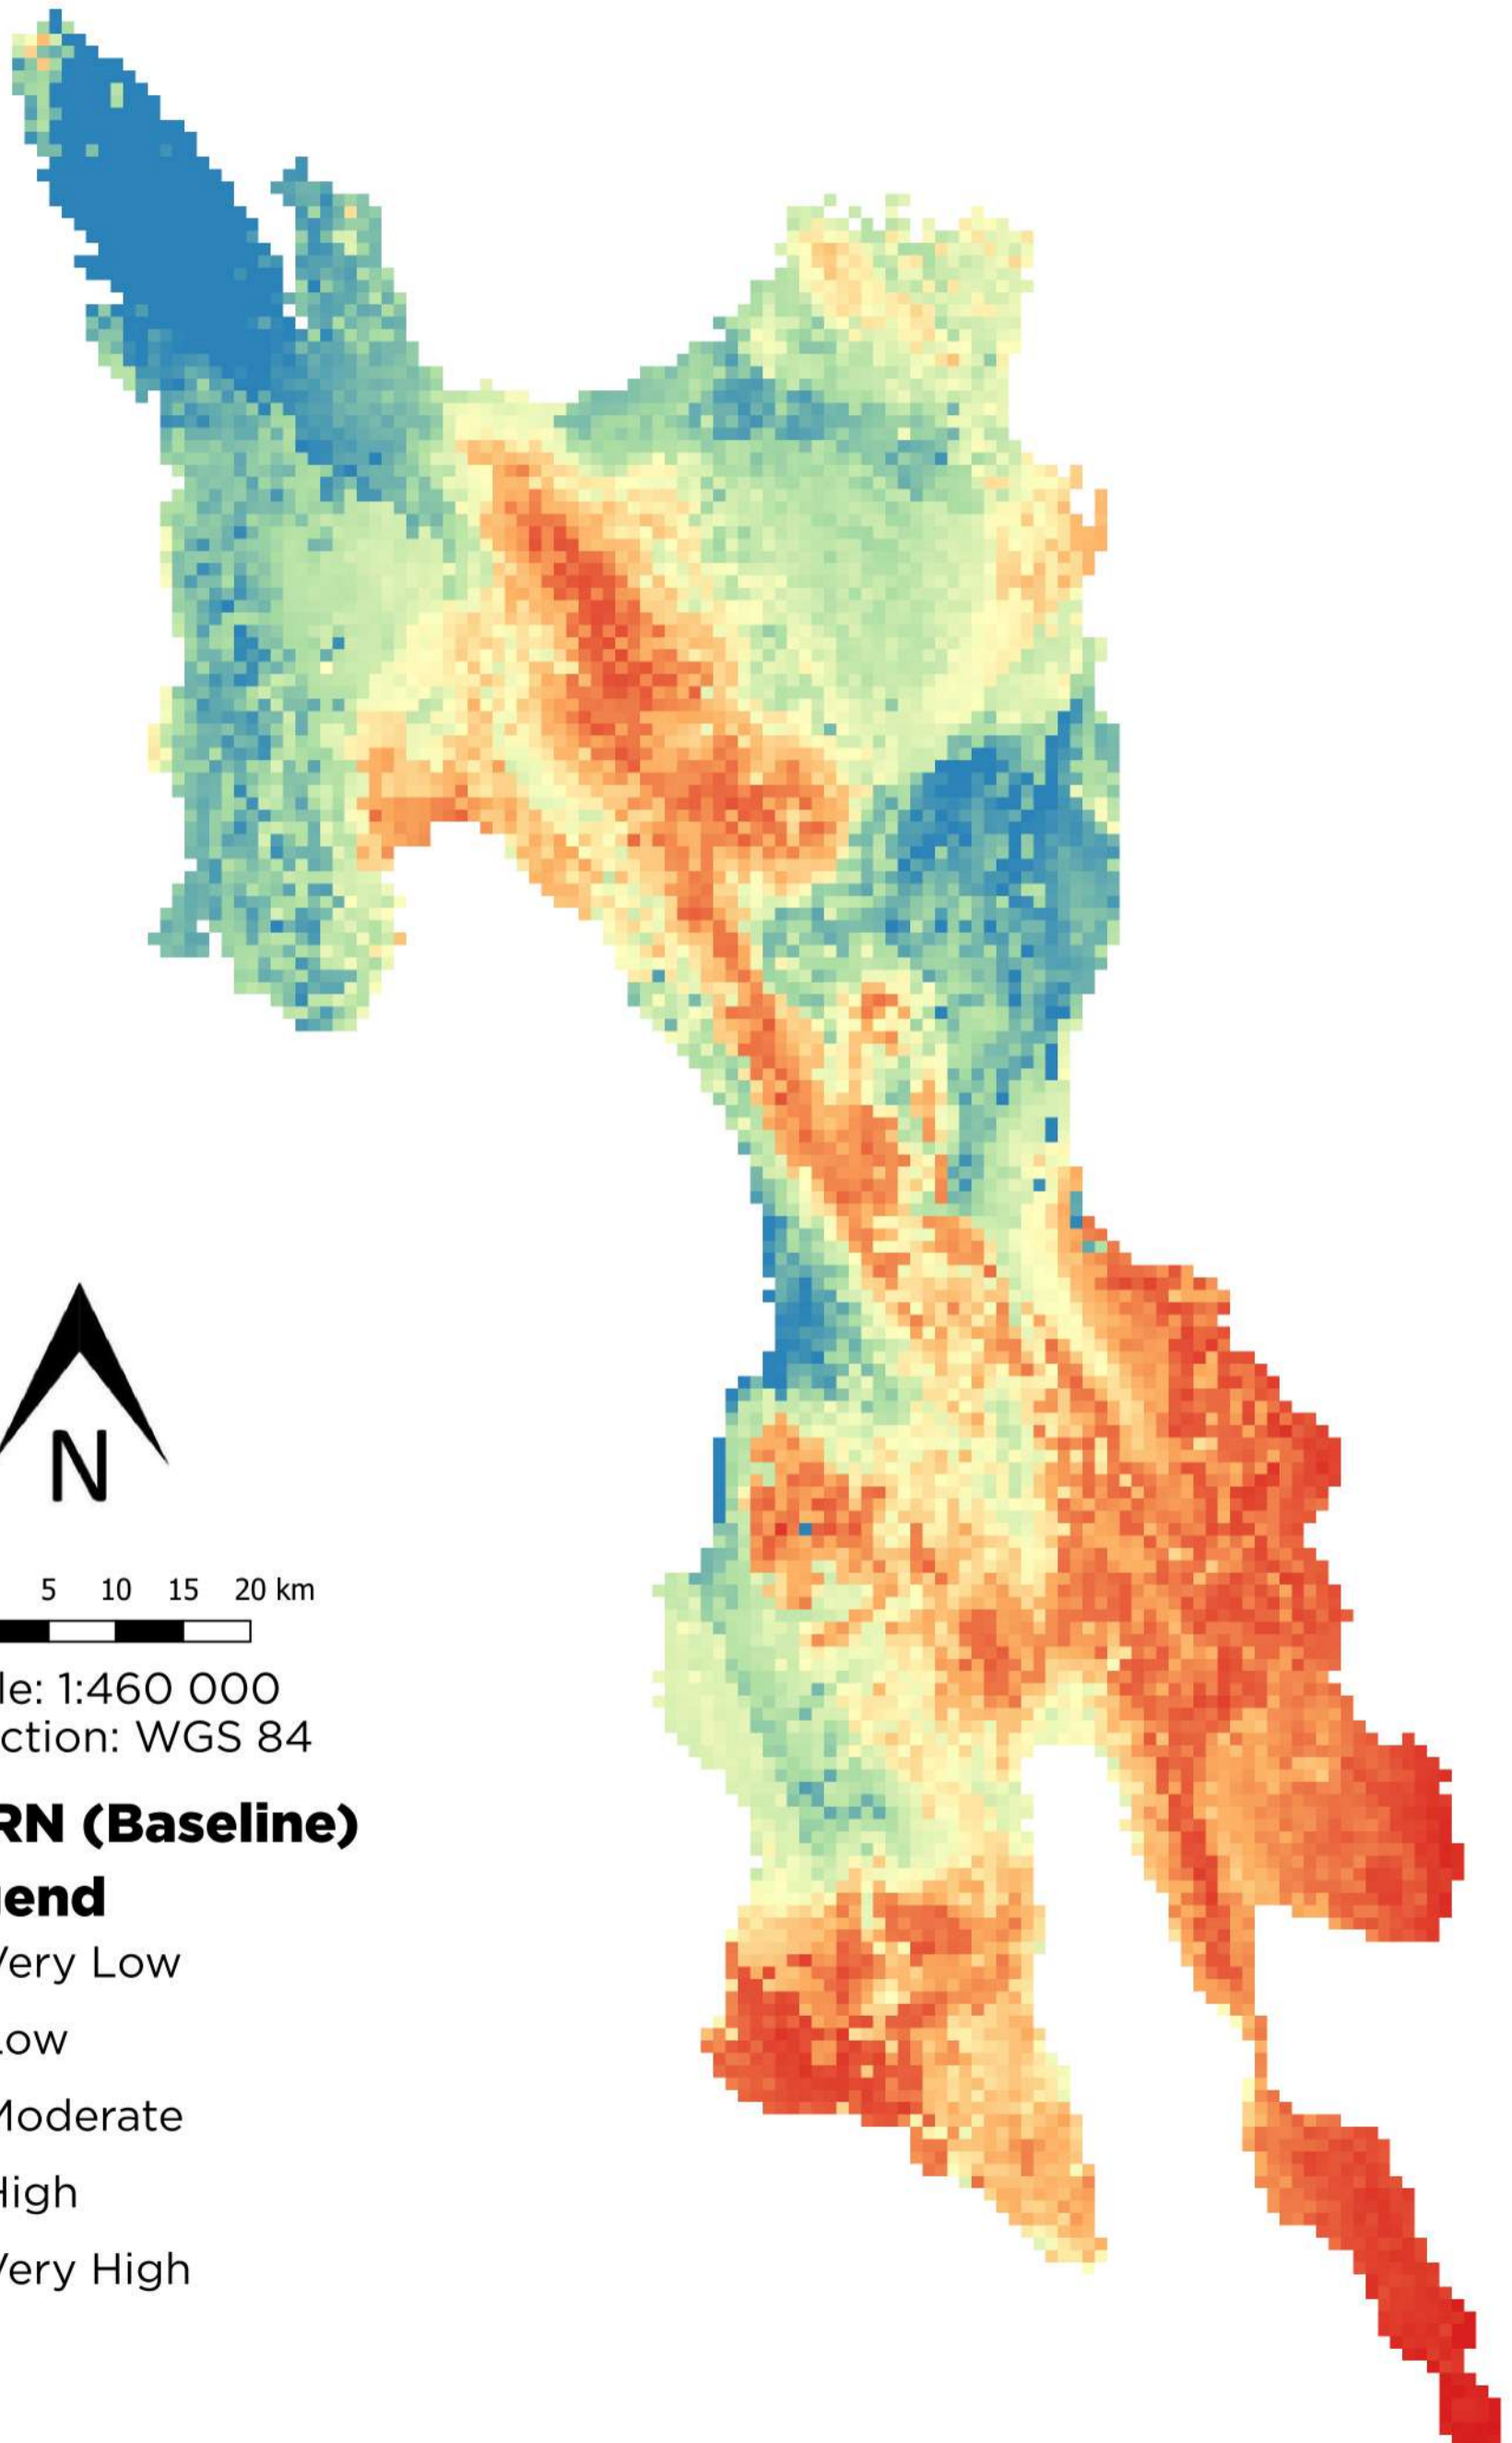 N
5 10 15 20 km
le: 1:460 000
ction: WGS 84
RN (Baseline)
end
Very Low
Low
Moderate
High
Very High